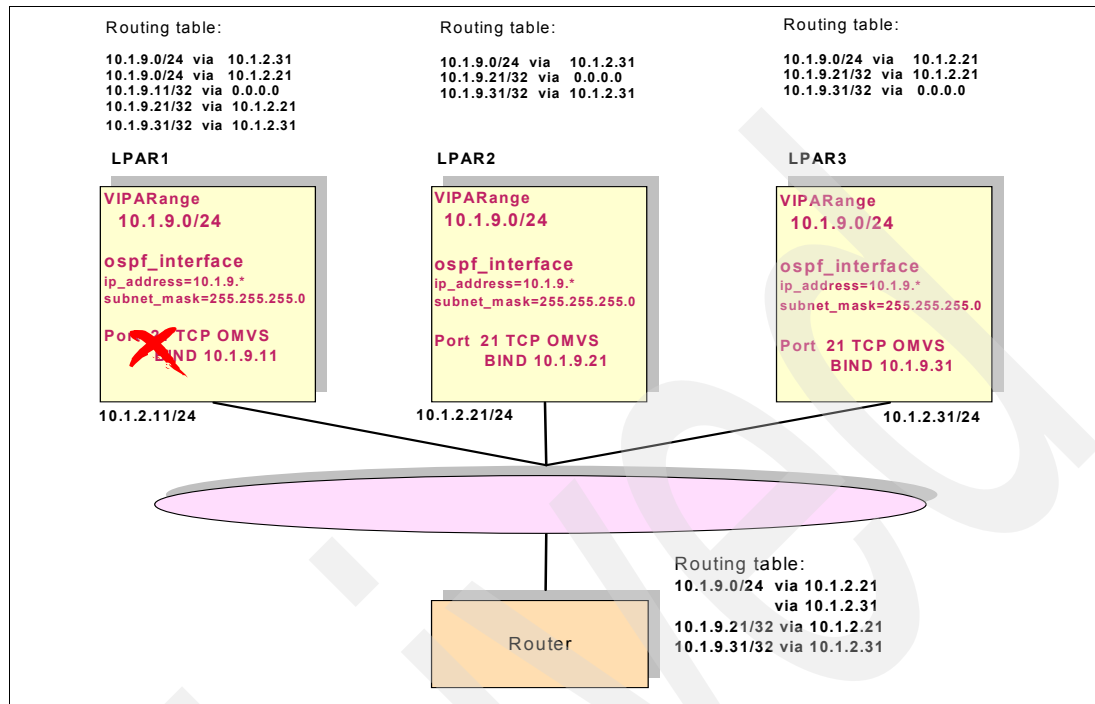 Routing table:
10.1.9.0/24 via 10.1.2.31
10.1.9.0/24 via 10.1.2.21
10.1.9.11/32 via 0.0.0.0
10.1.9.21/32 via 10.1.2.21
10.1.9.31/32 via 10.1.2.31
Routing table:
10.1.9.0/24 via 10.1.2.31
10.1.9.21/32 via 0.0.0.0
10.1.9.31/32 via 10.1.2.31
Routing table:
10.1.9.0/24 via 10.1.2.21
10.1.9.21/32 via 10.1.2.21
10.1.9.31/32 via 0.0.0.0
LPAR1
VIPARange
10.1.9.0/24
ospf_interface
ip_address=10.1.9.*
subnet_mask=255.255.255.0
Port 21 TCP OMVS
BIND 10.1.9.11
10.1.2.11/24
LPAR2
VIPARange
10.1.9.0/24
ospf_interface
ip_address=10.1.9.*
subnet_mask=255.255.255.0
Port 21 TCP OMVS
BIND 10.1.9.21
10.1.2.21/24
LPAR3
VIPARange
10.1.9.0/24
ospf_interface
ip_address=10.1.9.*
subnet_mask=255.255.255.0
Port 21 TCP OMVS
BIND 10.1.9.31
10.1.2.31/24
Routing table:
10.1.9.0/24 via 10.1.2.21
via 10.1.2.31
10.1.9.21/32 via 10.1.2.21
10.1.9.31/32 via 10.1.2.31
Router